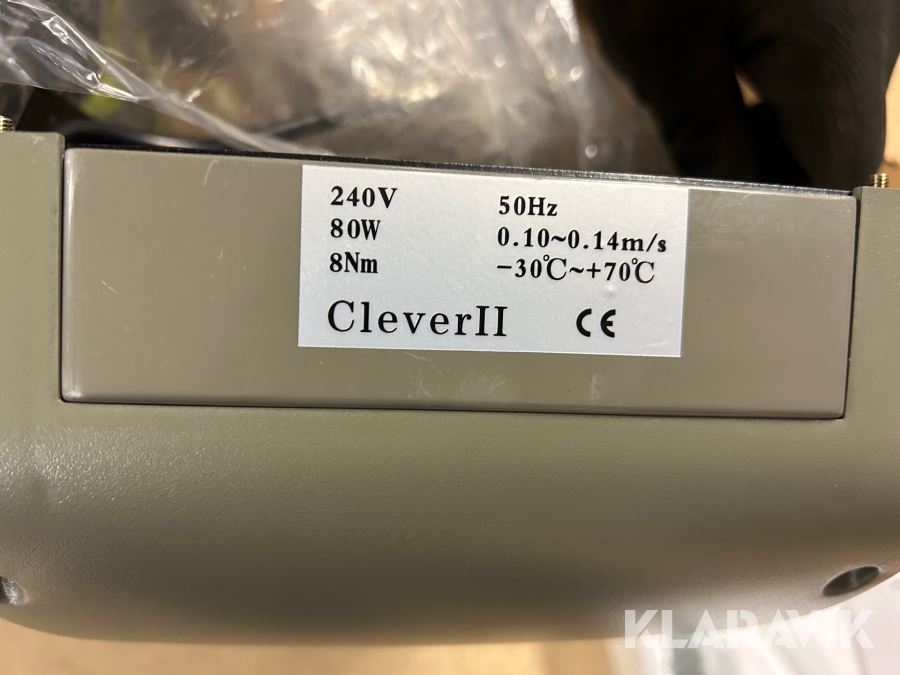 240V 50Hz
80W 0.10~0.14m/s
8Nm -30℃~+70℃
CleverII CE
KLARAVIK